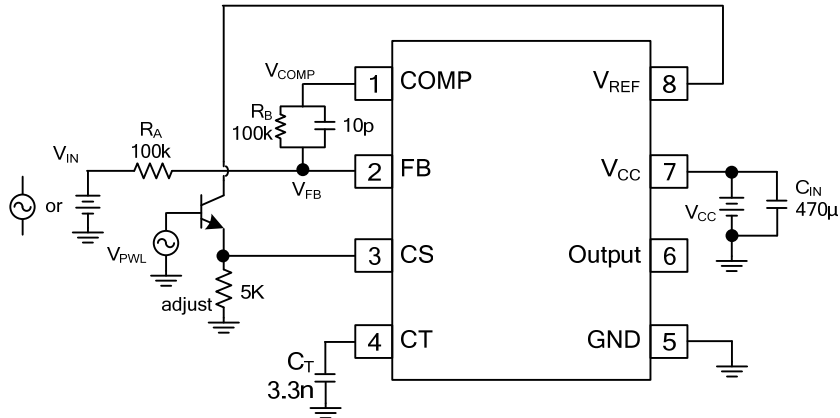 V_COMP
1 COMP
R_B
100k
10p
V_REF 8
R_A
100k
V_IN
or
2 FB
V_FB
V_CC 7
V_CC
C_IN
470µ
V_PWL
3 CS
Output 6
adjust
5K
4 CT
C_T
3.3n
GND 5